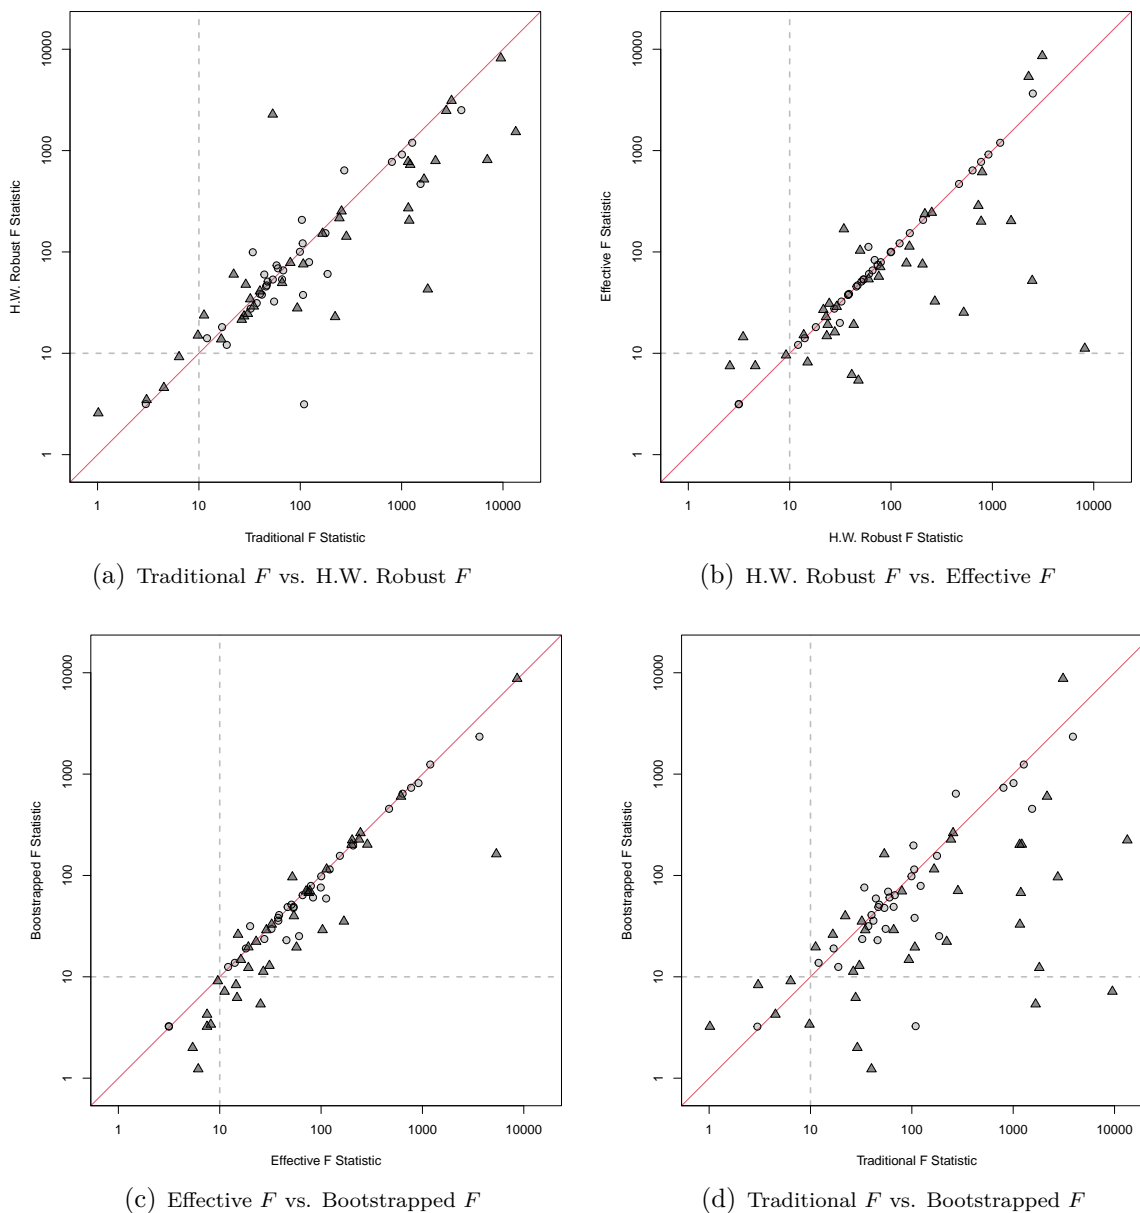 10000
1000
100
10
1
H.W. Robust F Statistic
1 10 100 1000 10000
Traditional F Statistic
(a) Traditional F vs. H.W. Robust F
10000
1000
100
10
1
Effective F Statistic
1 10 100 1000 10000
H.W. Robust F Statistic
(b) H.W. Robust F vs. Effective F
10000
1000
100
10
1
Bootstrapped F Statistic
1 10 100 1000 10000
Effective F Statistic
(c) Effective F vs. Bootstrapped F
10000
1000
100
10
1
Bootstrapped F Statistic
1 10 100 1000 10000
Traditional F Statistic
(d) Traditional F vs. Bootstrapped F